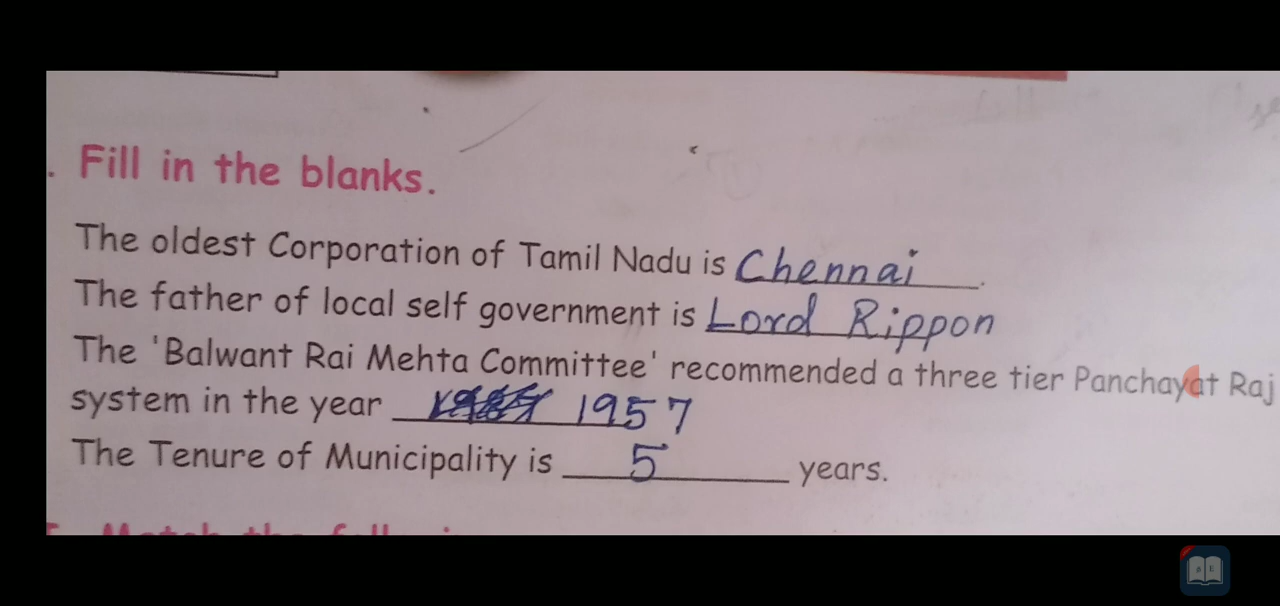 . Fill in the blanks.
The oldest Corporation of Tamil Nadu is Chennai.
The father of local self government is Lord Rippon
The 'Balwant Rai Mehta Committee' recommended a three tier Panchayat Raj
system in the year 1957
The Tenure of Municipality is 5 years.